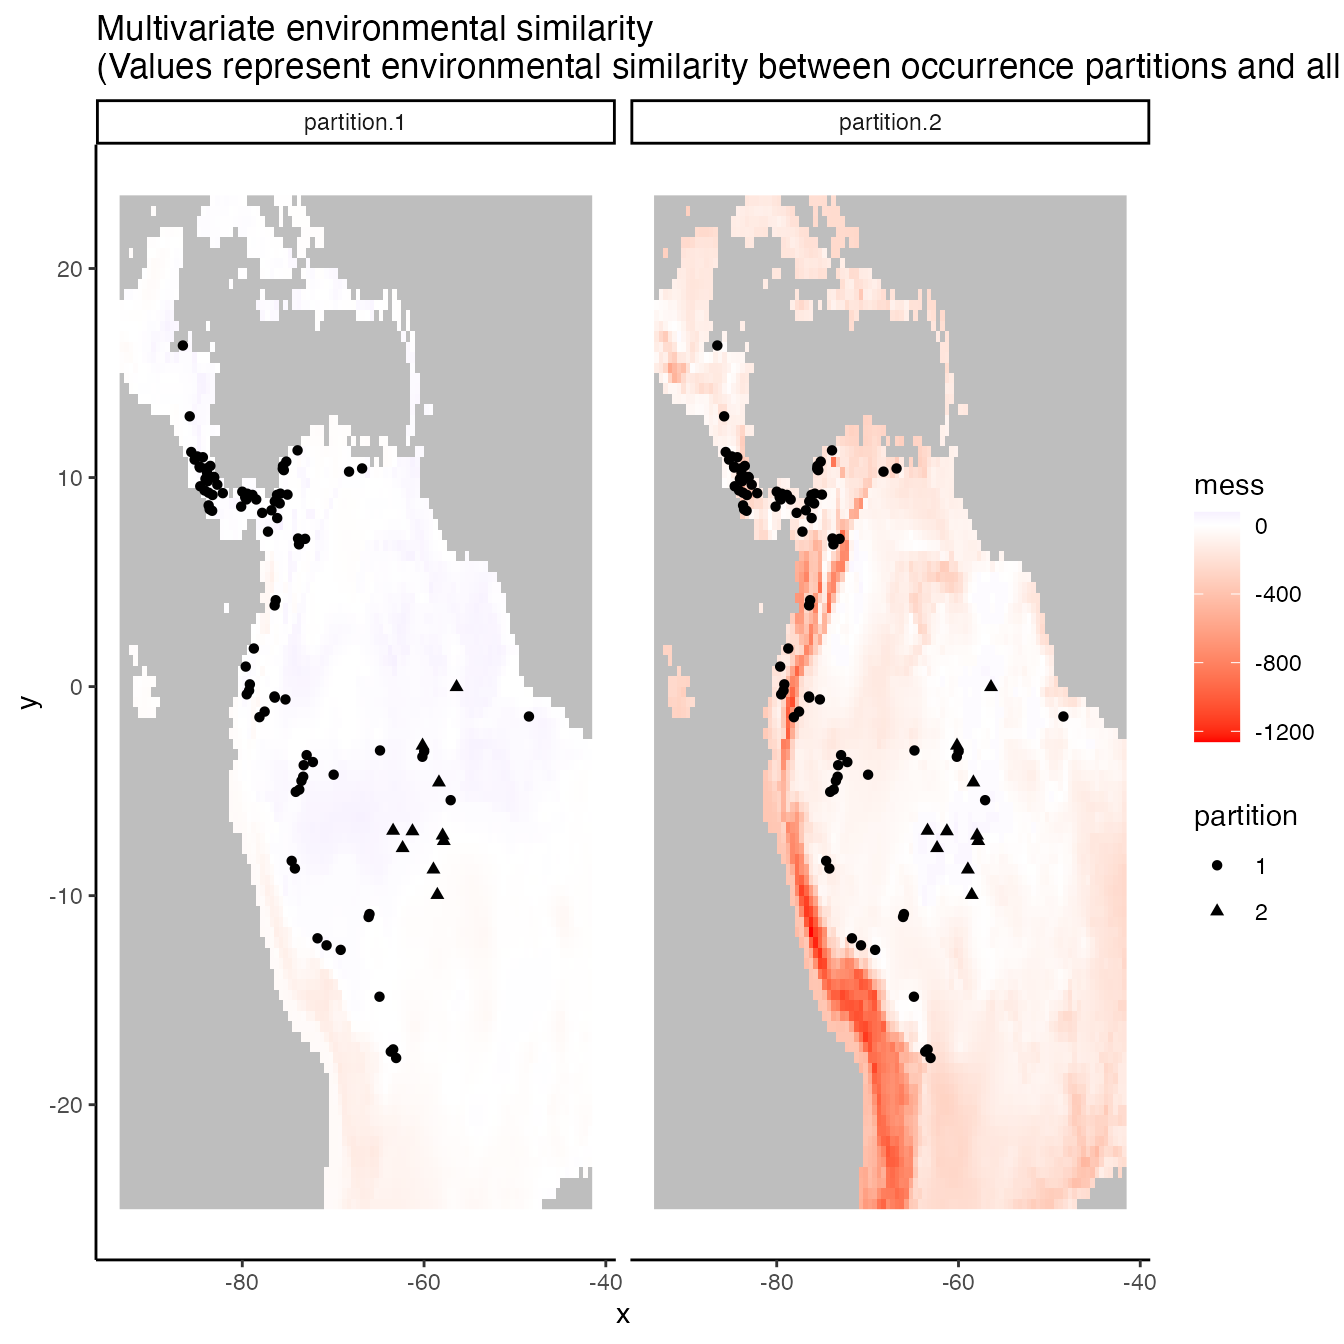 Multivariate environmental similarity
(Values represent environmental similarity between occurrence partitions and all
partition.1
partition.2
20
10
0
-10
-20
y
-80
-60
-40
-80
-60
-40
x
mess
0
-400
-800
-1200
partition
1
2